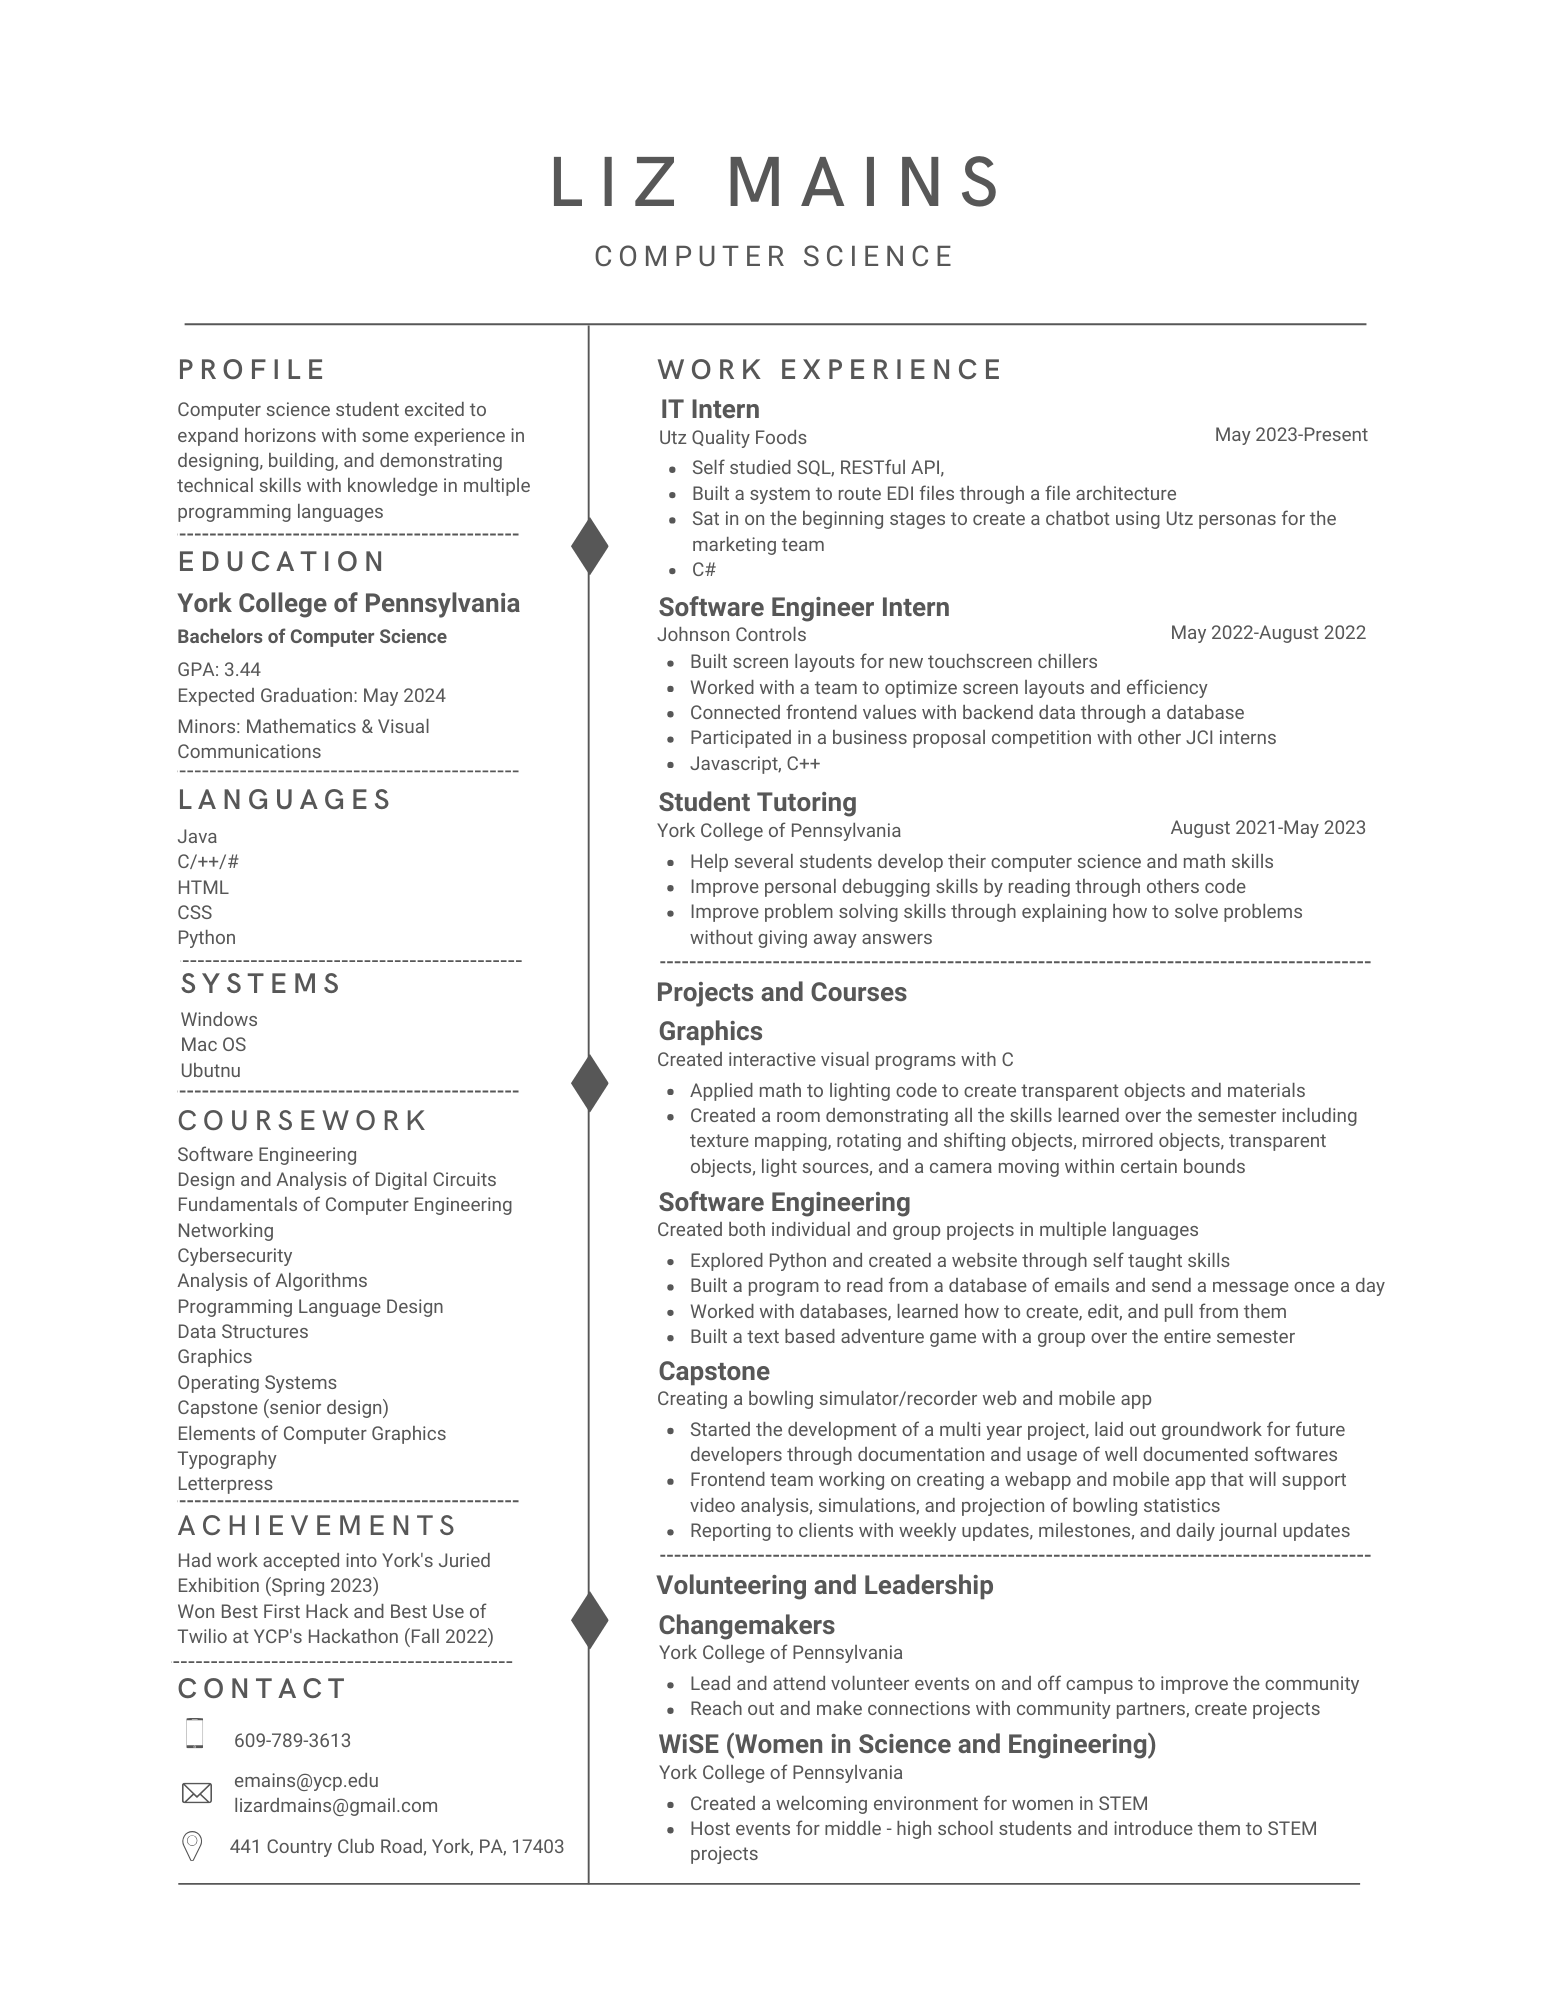 LIZ MAINS
COMPUTER SCIENCE
PROFILE
Computer science student excited to
expand horizons with some experience in
designing, building, and demonstrating
technical skills with knowledge in multiple
programming languages
EDUCATION
York College of Pennsylvania
Bachelors of Computer Science
GPA: 3.44
Expected Graduation: May 2024
Minors: Mathematics & Visual
Communications
LANGUAGES
Java
C/++/#
HTML
CSS
Python
SYSTEMS
Windows
Mac OS
Ubutnu
COURSEWORK
Software Engineering
Design and Analysis of Digital Circuits
Fundamentals of Computer Engineering
Networking
Cybersecurity
Analysis of Algorithms
Programming Language Design
Data Structures
Graphics
Operating Systems
Capstone (senior design)
Elements of Computer Graphics
Typography
Letterpress
ACHIEVEMENTS
Had work accepted into York's Juried
Exhibition (Spring 2023)
Won Best First Hack and Best Use of
Twilio at YCP's Hackathon (Fall 2022)
CONTACT
609-789-3613
emains@ycp.edu
lizardmains@gmail.com
441 Country Club Road, York, PA, 17403
WORK EXPERIENCE
IT Intern
Utz Quality Foods May 2023-Present
• Self studied SQL, RESTful API,
• Built a system to route EDI files through a file architecture
• Sat in on the beginning stages to create a chatbot using Utz personas for the
marketing team
• C#
Software Engineer Intern
Johnson Controls May 2022-August 2022
• Built screen layouts for new touchscreen chillers
• Worked with a team to optimize screen layouts and efficiency
• Connected frontend values with backend data through a database
• Participated in a business proposal competition with other JCI interns
• Javascript, C++
Student Tutoring
York College of Pennsylvania August 2021-May 2023
• Help several students develop their computer science and math skills
• Improve personal debugging skills by reading through others code
• Improve problem solving skills through explaining how to solve problems
without giving away answers
Projects and Courses
Graphics
Created interactive visual programs with C
• Applied math to lighting code to create transparent objects and materials
• Created a room demonstrating all the skills learned over the semester including
texture mapping, rotating and shifting objects, mirrored objects, transparent
objects, light sources, and a camera moving within certain bounds
Software Engineering
Created both individual and group projects in multiple languages
• Explored Python and created a website through self taught skills
• Built a program to read from a database of emails and send a message once a day
• Worked with databases, learned how to create, edit, and pull from them
• Built a text based adventure game with a group over the entire semester
Capstone
Creating a bowling simulator/recorder web and mobile app
• Started the development of a multi year project, laid out groundwork for future
developers through documentation and usage of well documented softwares
• Frontend team working on creating a webapp and mobile app that will support
video analysis, simulations, and projection of bowling statistics
• Reporting to clients with weekly updates, milestones, and daily journal updates
Volunteering and Leadership
Changemakers
York College of Pennsylvania
• Lead and attend volunteer events on and off campus to improve the community
• Reach out and make connections with community partners, create projects
WiSE (Women in Science and Engineering)
York College of Pennsylvania
• Created a welcoming environment for women in STEM
• Host events for middle - high school students and introduce them to STEM
projects